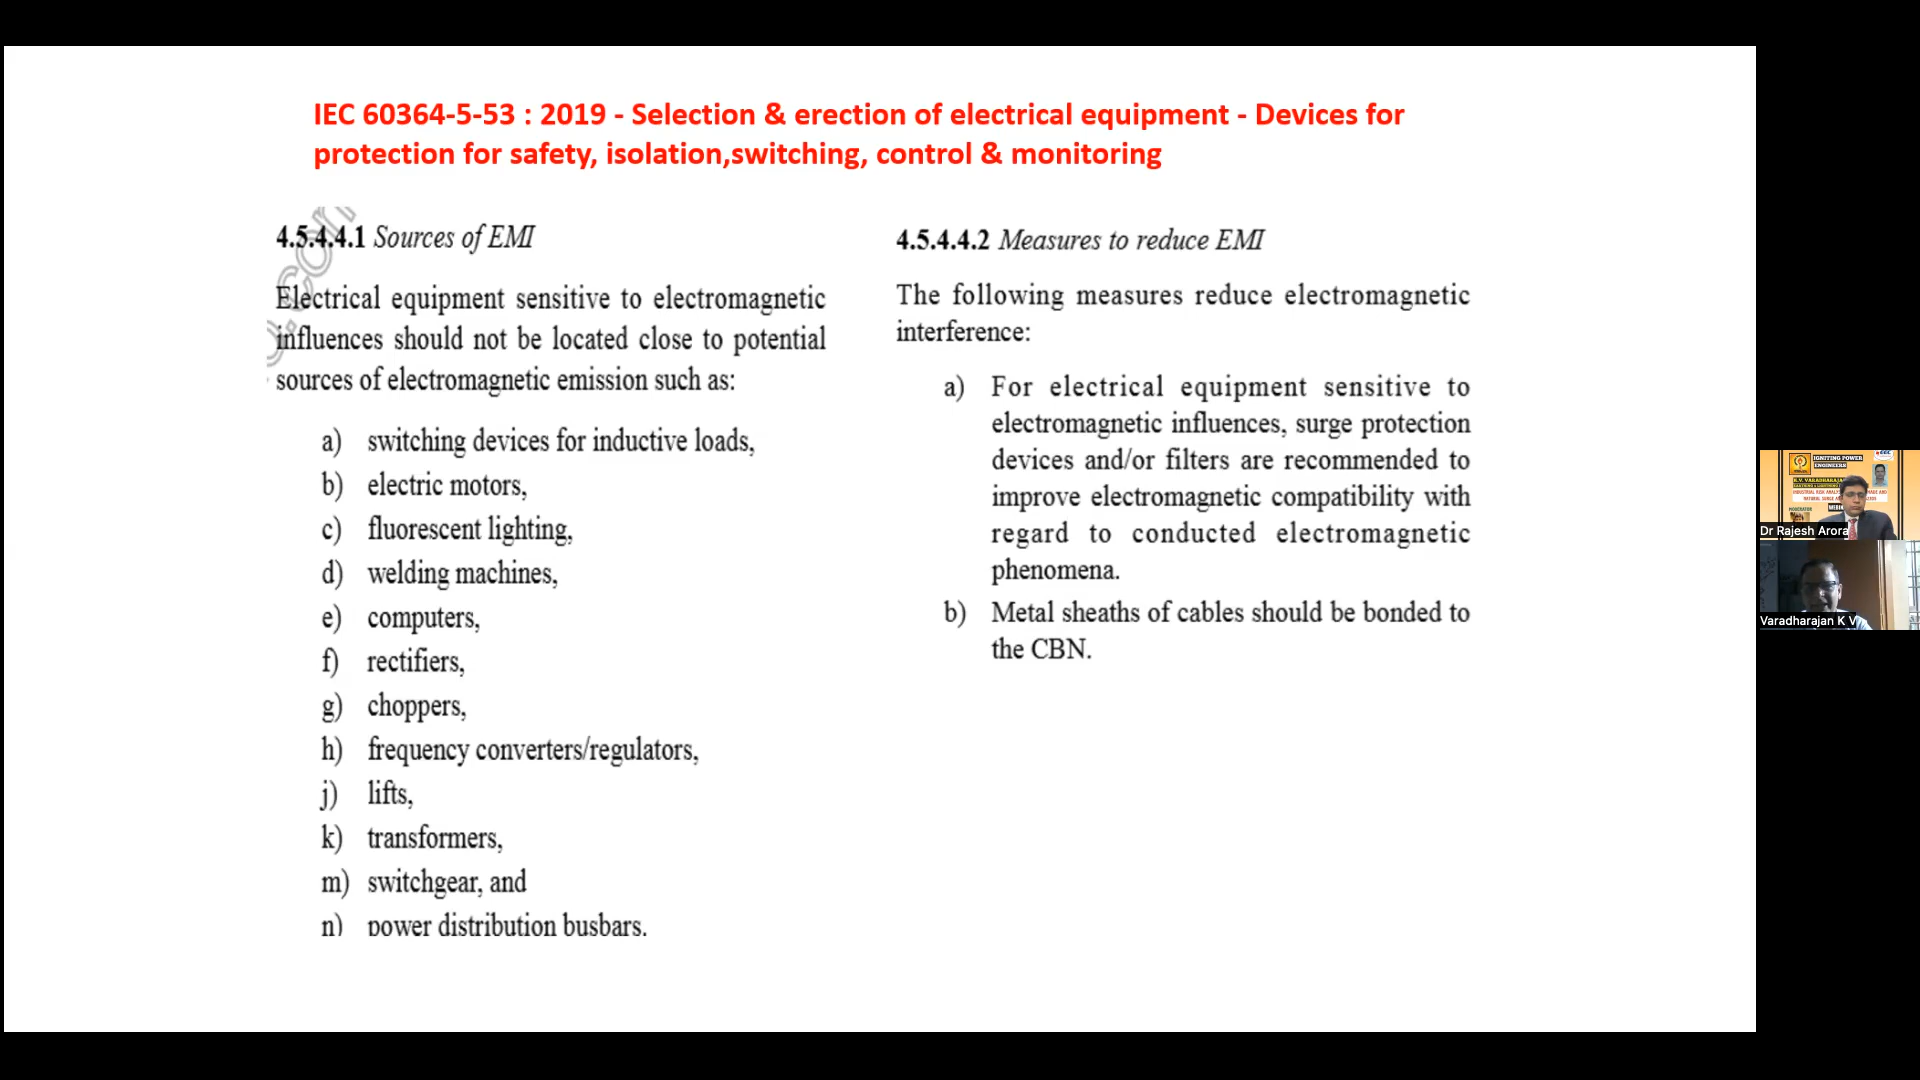 IEC 60364-5-53 : 2019 - Selection & erection of electrical equipment - Devices for
protection for safety, isolation,switching, control & monitoring
4.5.4.4.1 Sources of EMI
Electrical equipment sensitive to electromagnetic
influences should not be located close to potential
sources of electromagnetic emission such as:
a) switching devices for inductive loads,
b) electric motors,
c) fluorescent lighting,
d) welding machines,
e) computers,
f) rectifiers,
g) choppers,
h) frequency converters/regulators,
j) lifts,
k) transformers,
m) switchgear, and
n) power distribution busbars.
4.5.4.4.2 Measures to reduce EMI
The following measures reduce electromagnetic
interference:
a) For electrical equipment sensitive to
electromagnetic influences, surge protection
devices and/or filters are recommended to
improve electromagnetic compatibility with
regard to conducted electromagnetic
phenomena.
b) Metal sheaths of cables should be bonded to
the CBN.
IGNITING POWER
ENGINEERS
MODERATOR
Dr Rajesh Arora
Varadharajan K V